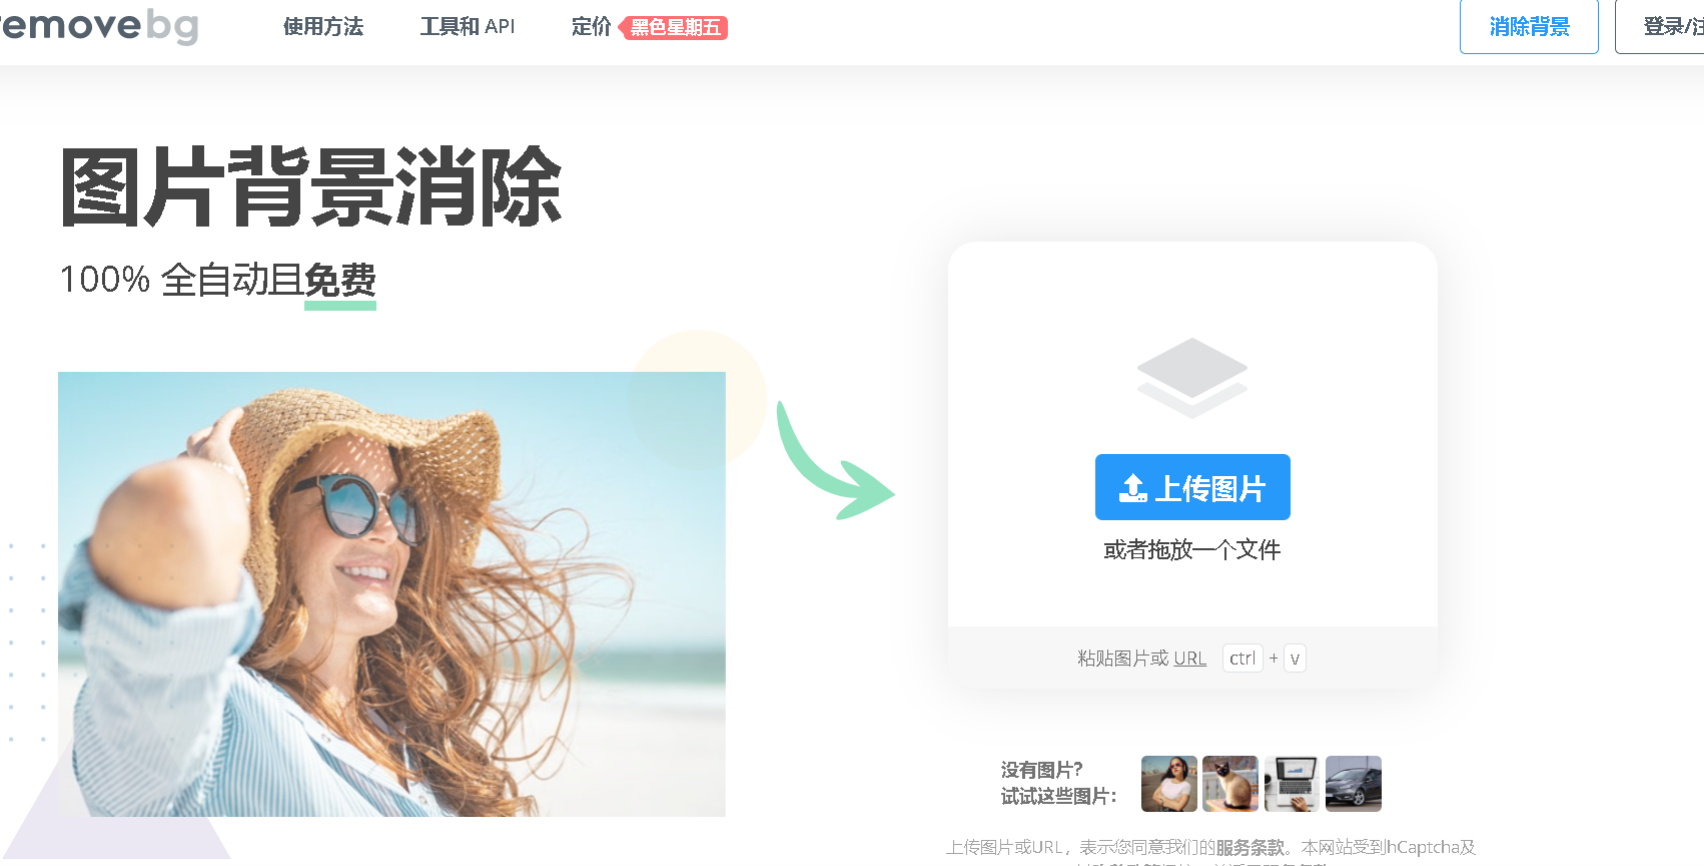 emovebg
使用方法
工具和 API
定价
黑色星期五
消除背景
登录/注
图片背景消除
100% 全自动且免费
上传图片
或者拖放一个文件
粘贴图片或 URL ctrl + v
没有图片?
试试这些图片：
上传图片或URL，表示您同意我们的服务条款。本网站受到hCaptcha及